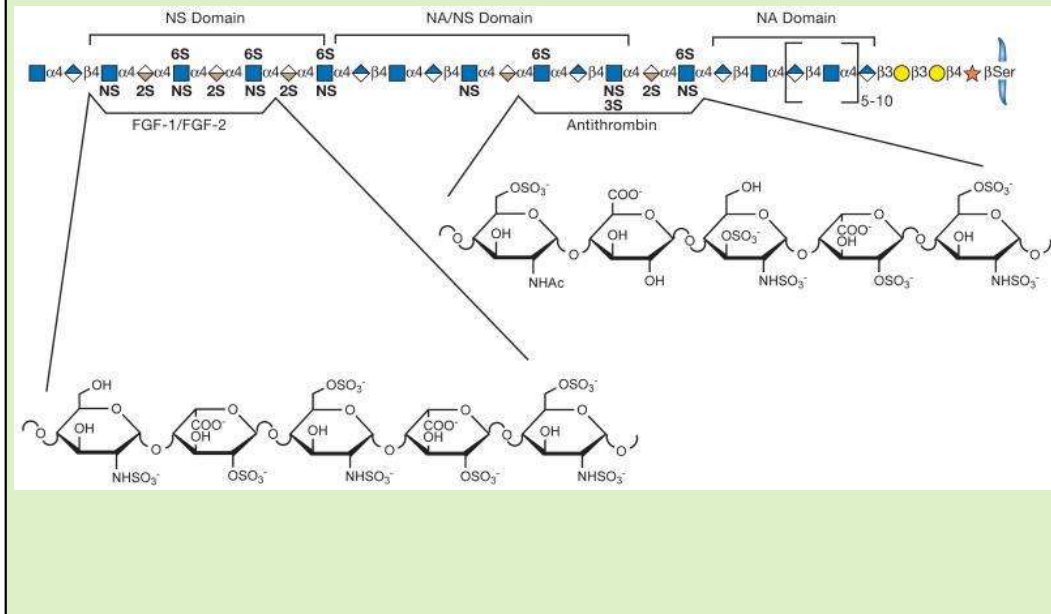 NS Domain NA/NS Domain NA Domain
6S 6S 6S 6S 6S
α4 β4 α4 α4 α4 α4 α4 α4 α4 β4 α4 β4 α4 α4 α4 β4 α4 α4 α4 β4 α4 β4 α4 β3 β3 β4 βSer
NS 2S NS 2S NS 2S NS NS NS 2S NS
3S 5-10
FGF-1/FGF-2 Antithrombin
OSO₃⁻ COO⁻ OH OSO₃⁻
O OH O O OH O O OSO₃⁻ O O COO⁻ OH O O OH O O
NHAc OH NHSO₃⁻ OSO₃⁻ NHSO₃⁻
OH OSO₃⁻ OSO₃⁻
O OH O O COO⁻ OH O O OH O O COO⁻ OH O O OH O O
NHSO₃⁻ OSO₃⁻ NHSO₃⁻ OSO₃⁻ NHSO₃⁻